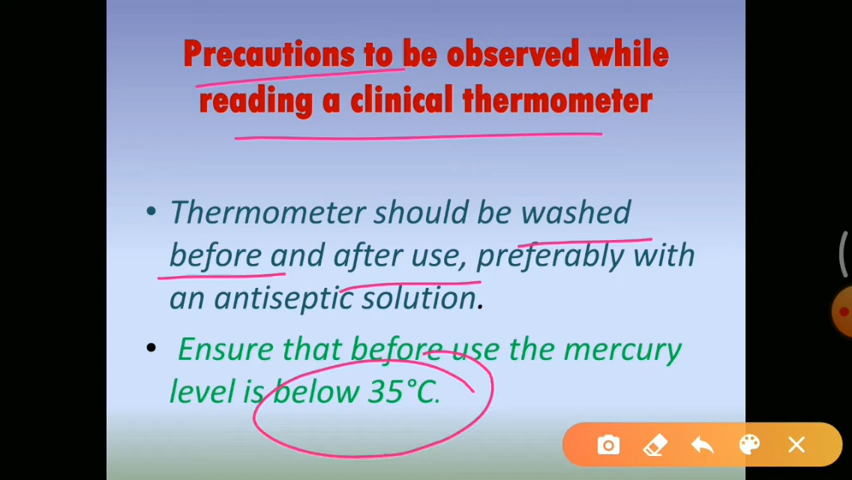 Precautions to be observed while
reading a clinical thermometer
• Thermometer should be washed
before and after use, preferably with
an antiseptic solution.
• Ensure that before use the mercury
level is below 35°C.